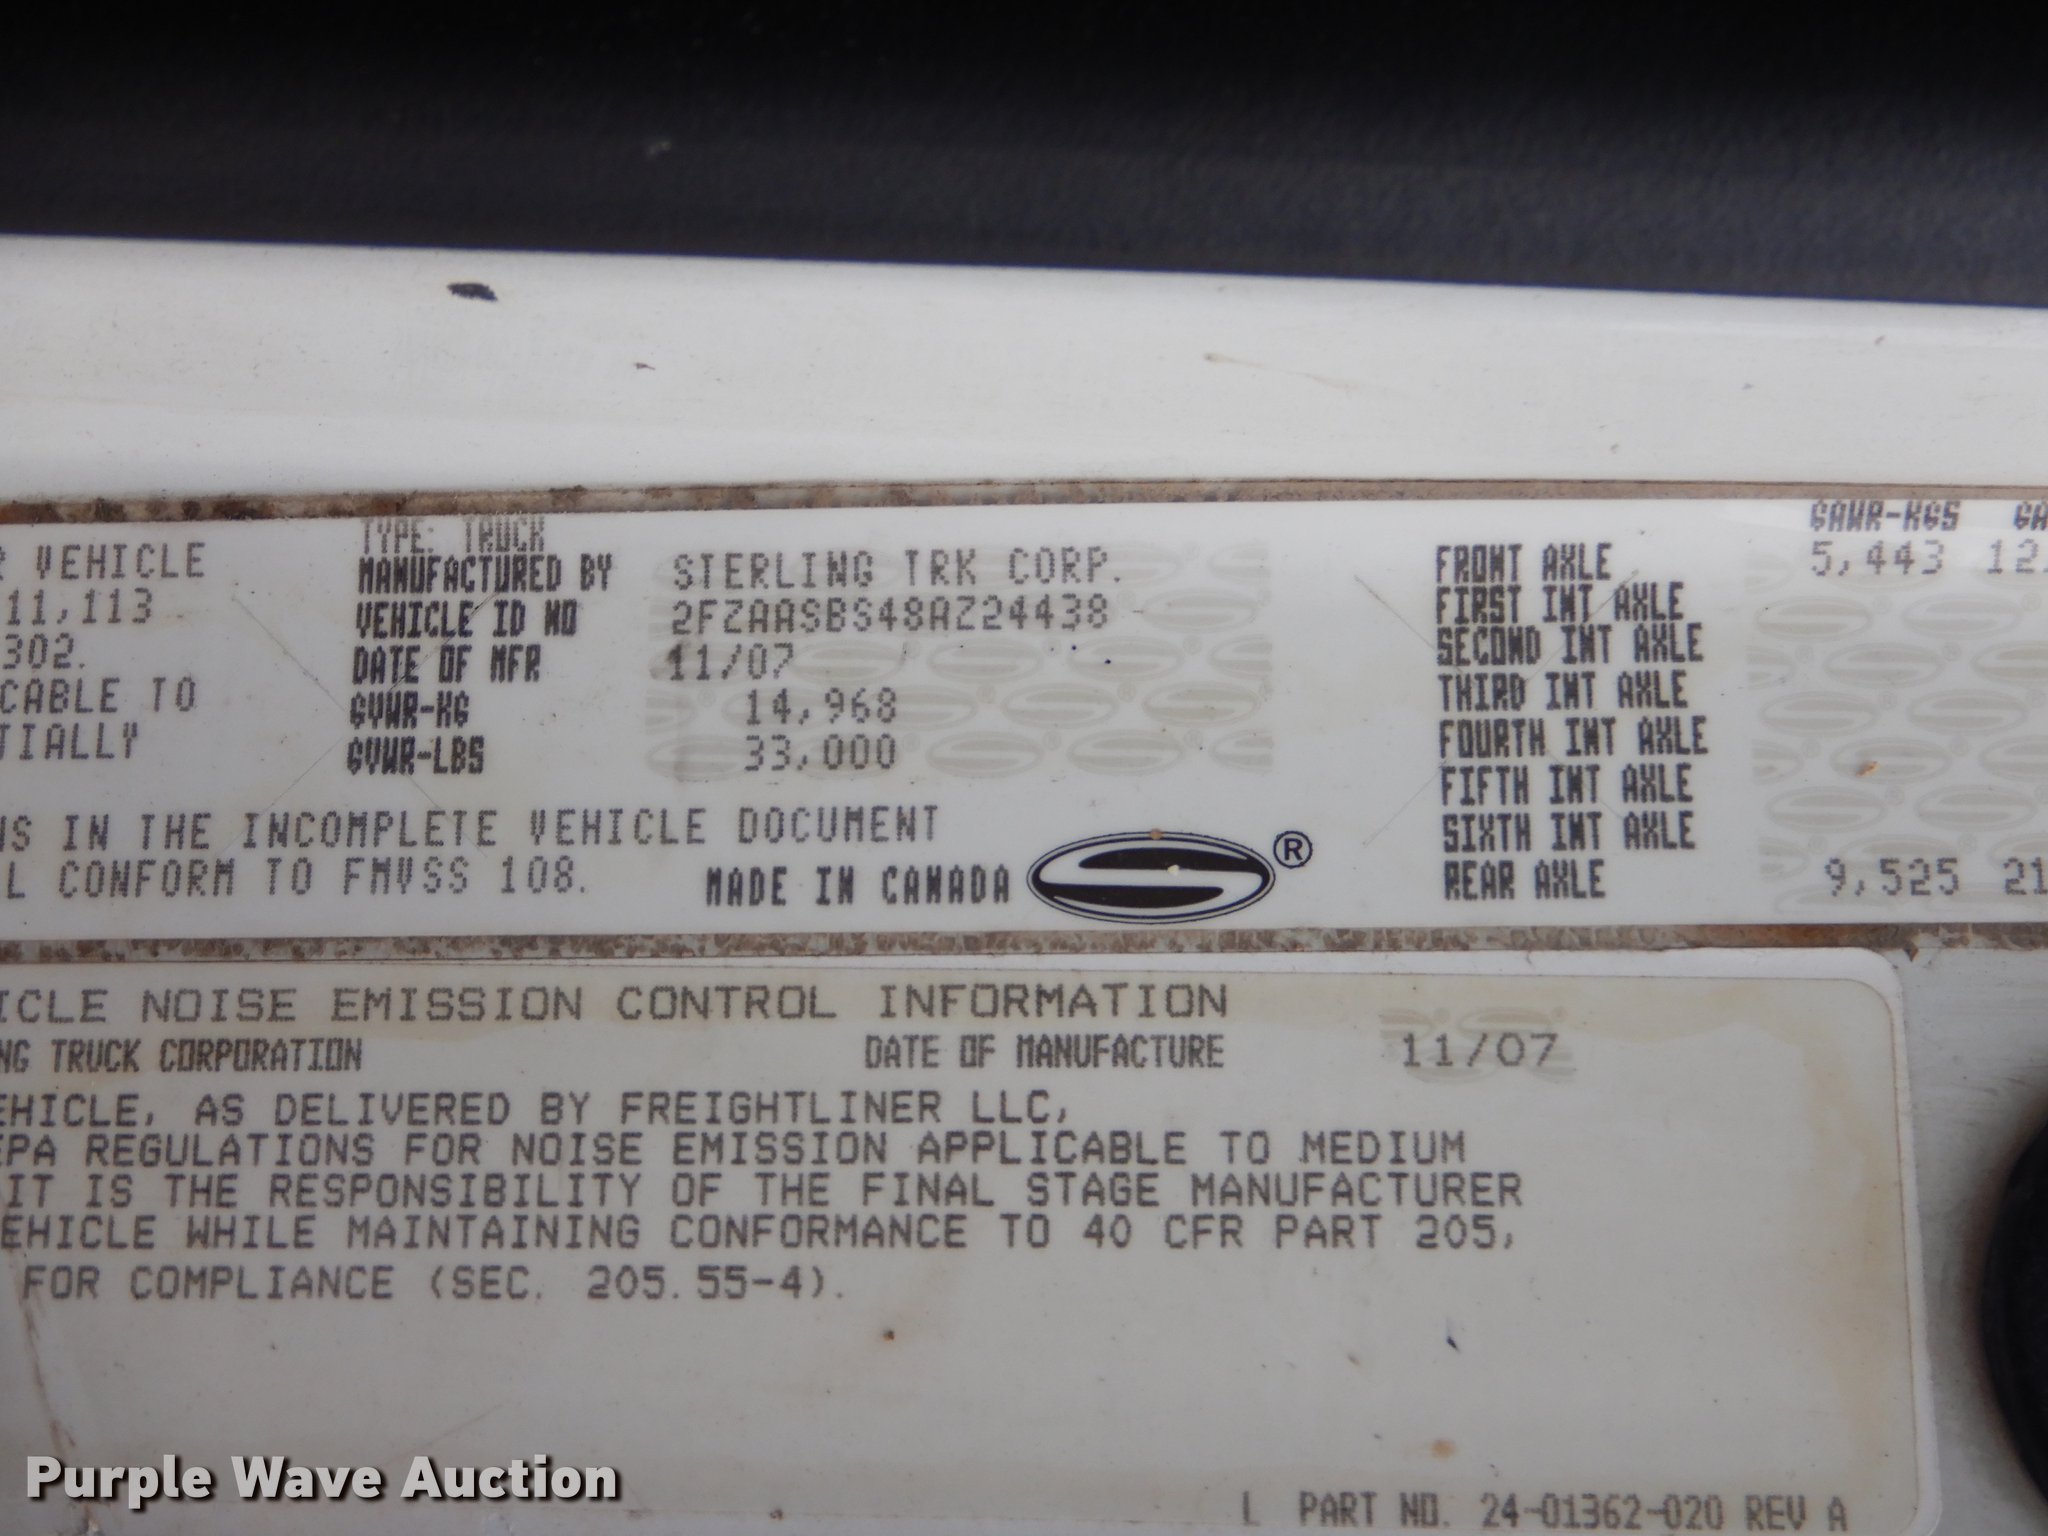 R VEHICLE
11,113
302.
CABLE TO
TIALLY
TYPE: TRUCK
MANUFACTURED BY STERLING TRK CORP.
VEHICLE ID NO 2FZAASBS48AZ24438
DATE OF MFR 11/07
GVWR-KG 14,968
GVWR-LBS 33,000
NS IN THE INCOMPLETE VEHICLE DOCUMENT
L CONFORM TO FMVSS 108.
MADE IN CANADA ®
GAWR-KGS GA
FRONT AXLE 5,443 12
FIRST INT AXLE
SECOND INT AXLE
THIRD INT AXLE
FOURTH INT AXLE
FIFTH INT AXLE
SIXTH INT AXLE
REAR AXLE 9,525 21
ICLE NOISE EMISSION CONTROL INFORMATION
NG TRUCK CORPORATION DATE OF MANUFACTURE 11/07
EHICLE, AS DELIVERED BY FREIGHTLINER LLC,
EPA REGULATIONS FOR NOISE EMISSION APPLICABLE TO MEDIUM
IT IS THE RESPONSIBILITY OF THE FINAL STAGE MANUFACTURER
EHICLE WHILE MAINTAINING CONFORMANCE TO 40 CFR PART 205,
FOR COMPLIANCE (SEC. 205.55-4).
L PART NO. 24-01362-020 REV A
Purple Wave Auction